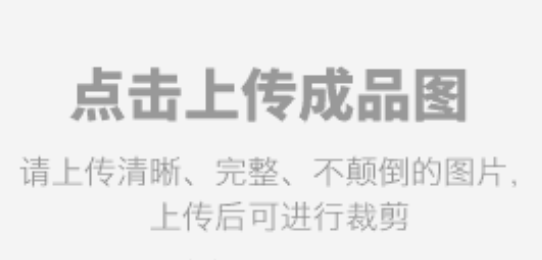 点击上传成品图
请上传清晰、完整、不颠倒的图片，
上传后可进行裁剪